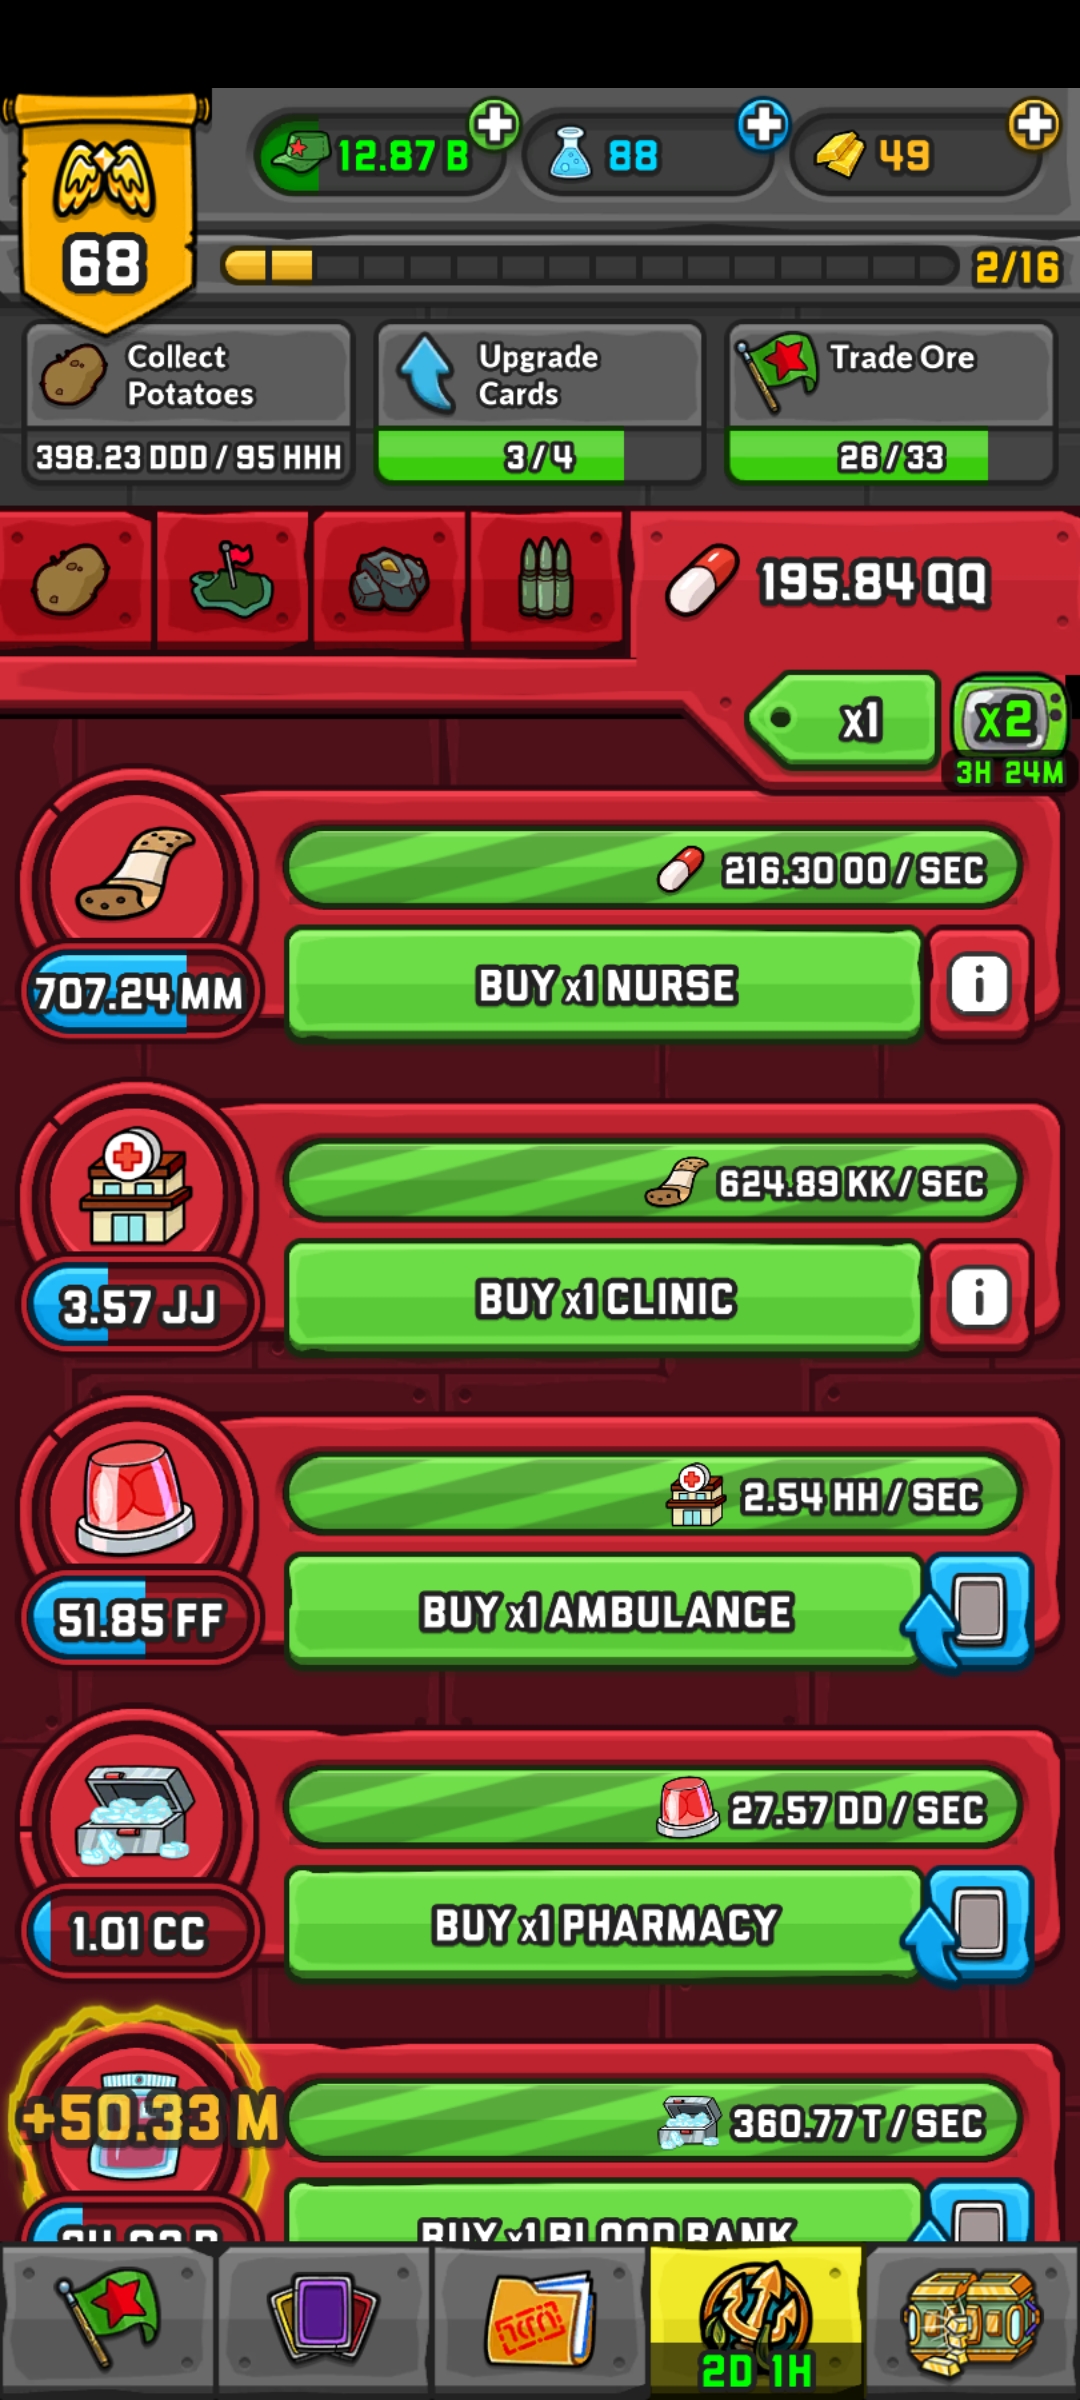 12.87 B
88
49
68
2/16
Collect
Potatoes
398.23 DDD / 95 HHH
Upgrade
Cards
3/4
Trade Ore
26/33
195.84 QQ
x1
x2
3H 24M
216.30 OO / SEC
707.24 MM
BUY x1 NURSE
i
624.89 KK / SEC
3.57 JJ
BUY x1 CLINIC
i
2.54 HH / SEC
51.85 FF
BUY x1 AMBULANCE
27.57 DD / SEC
1.01 CC
BUY x1 PHARMACY
+50.33 M
360.77 T / SEC
BUY x1 BLOOD BANK
2D 1H